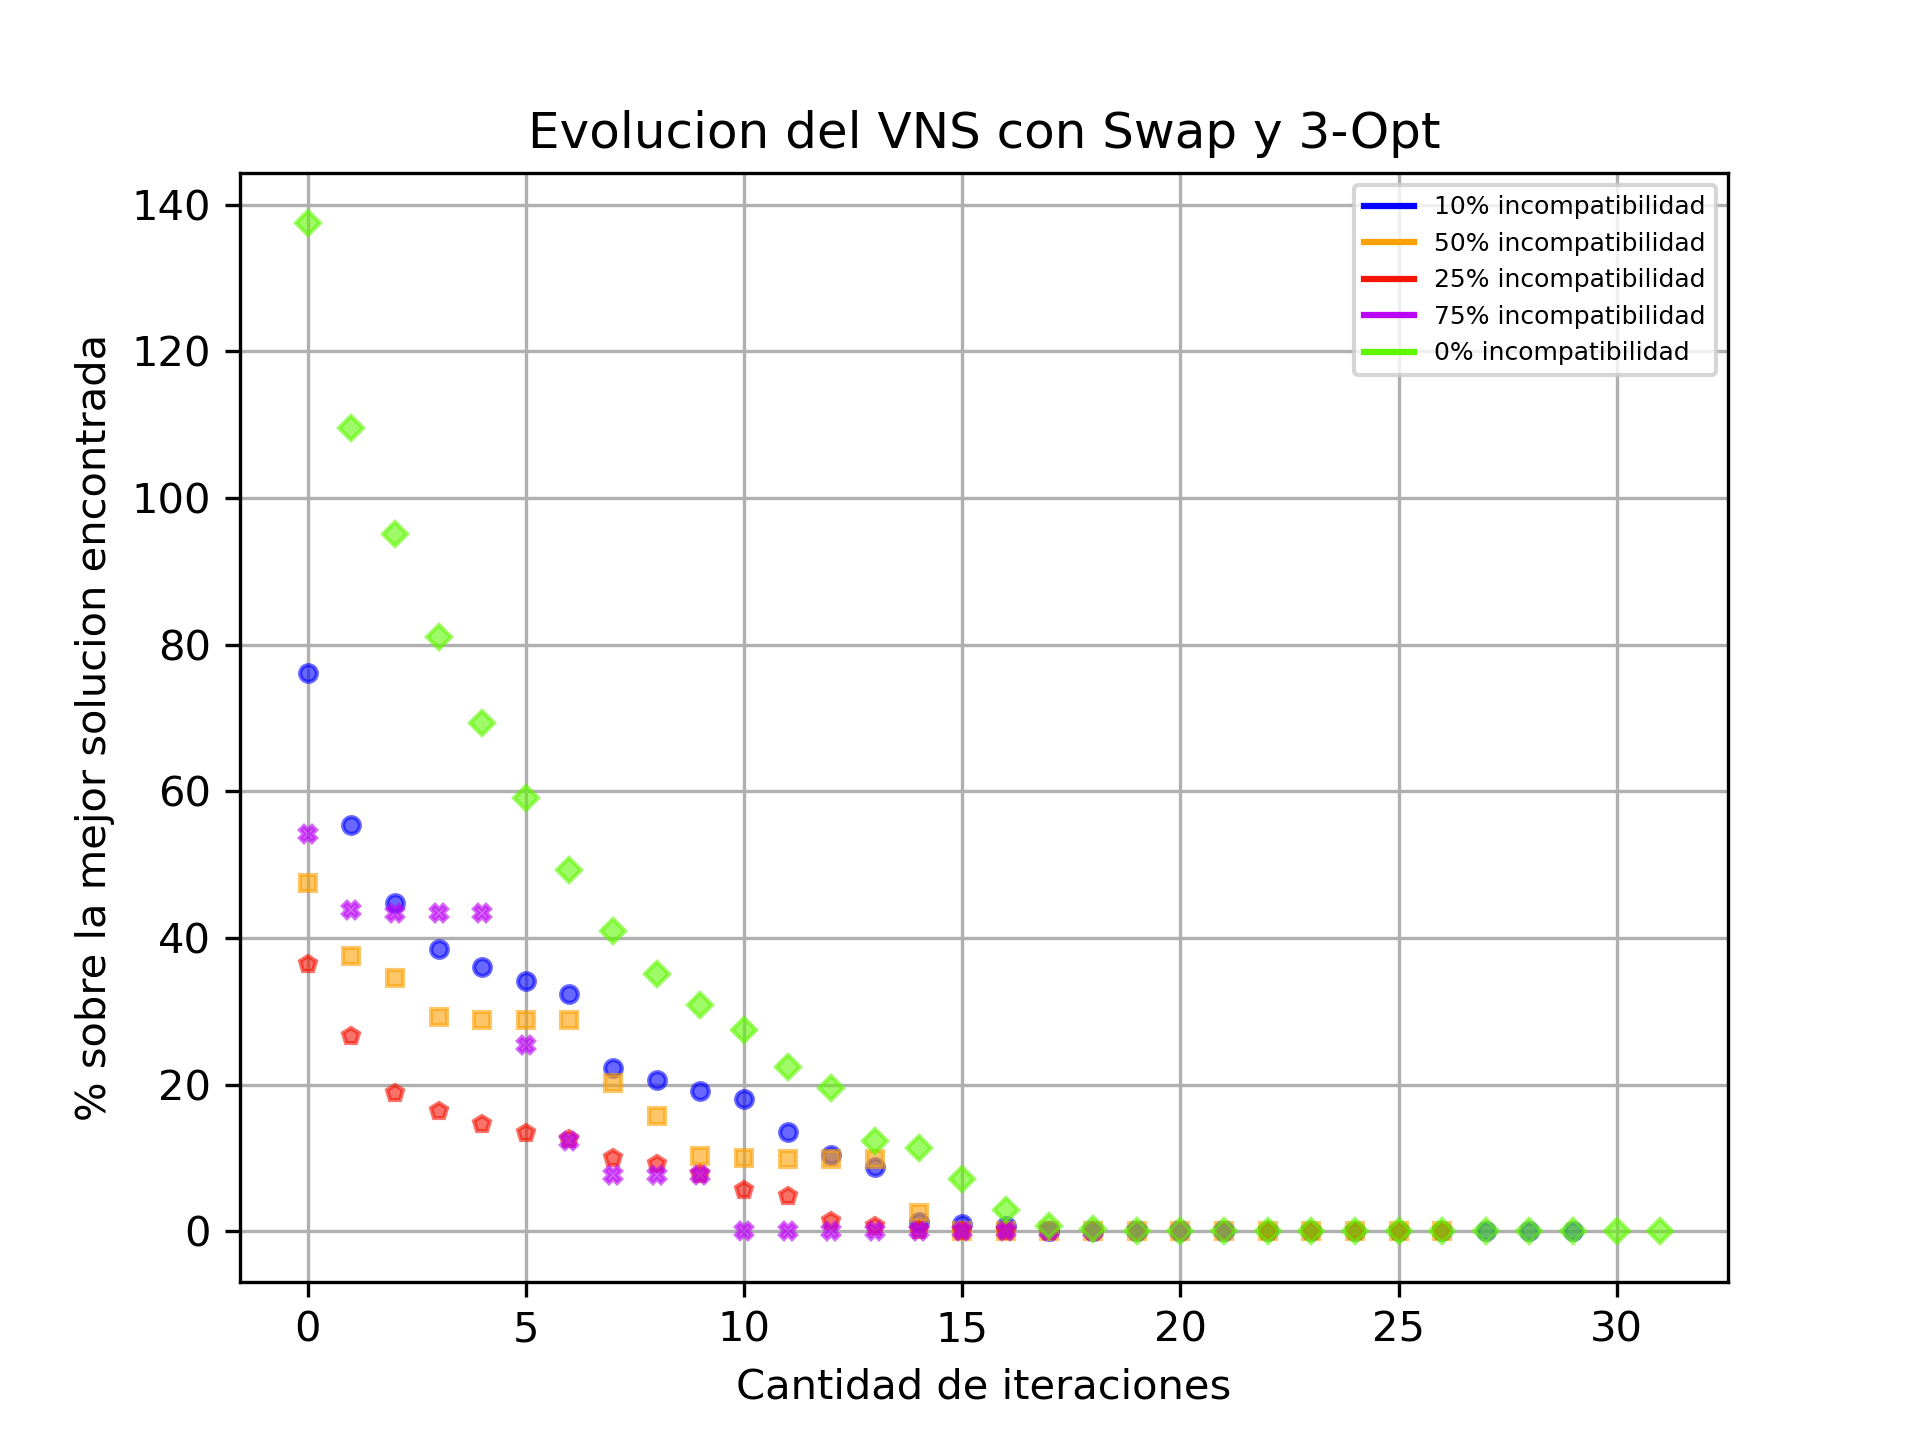 Evolucion del VNS con Swap y 3-Opt
10% incompatibilidad
50% incompatibilidad
25% incompatibilidad
75% incompatibilidad
0% incompatibilidad
% sobre la mejor solucion encontrada
140
120
100
80
60
40
20
0
0 5 10 15 20 25 30
Cantidad de iteraciones